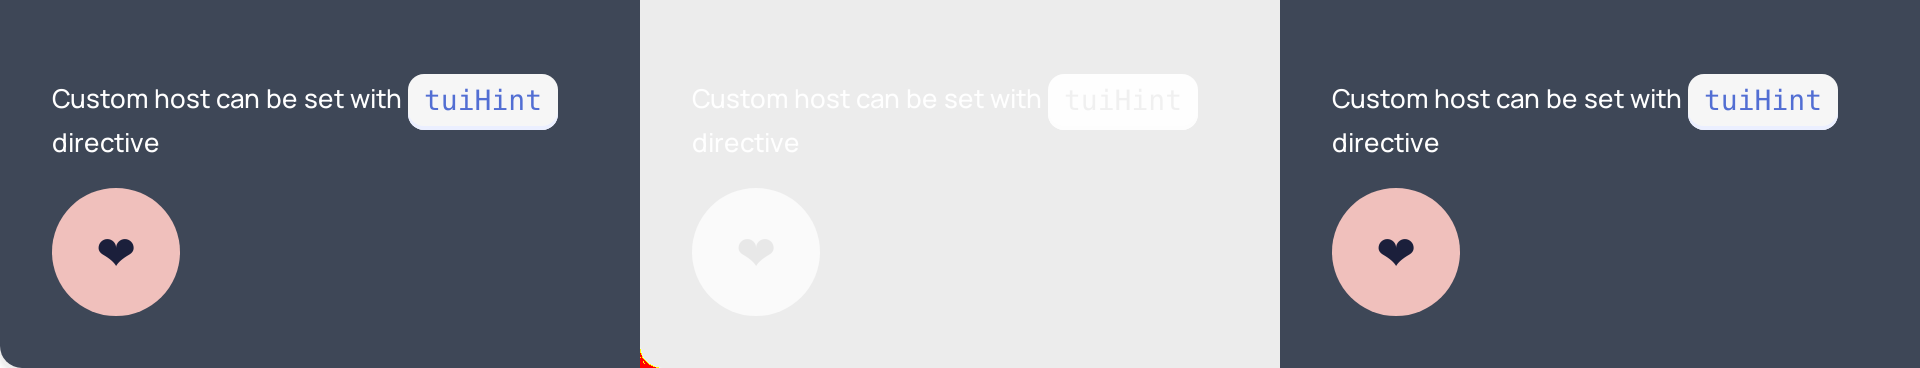 Custom host can be set with tuiHint
directive
❤
Custom host can be set with tuiHint
directive
❤
Custom host can be set with tuiHint
directive
❤